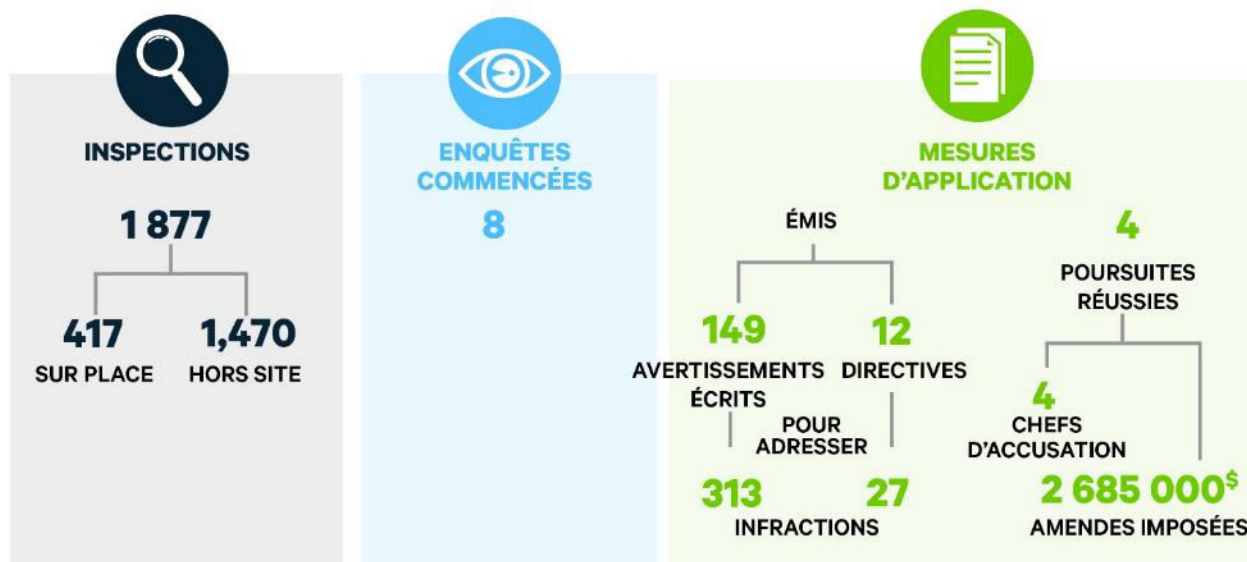 INSPECTIONS
1 877
417
SUR PLACE
1,470
HORS SITE
ENQUÊTES
COMMENCÉES
8
MESURES
D'APPLICATION
ÉMIS
149
AVERTISSEMENTS
ÉCRITS
12
DIRECTIVES
POUR
ADRESSER
313
27
INFRACTIONS
4
POURSUITES
RÉUSSIES
4
CHEFS
D'ACCUSATION
2 685 000$
AMENDES IMPOSÉES